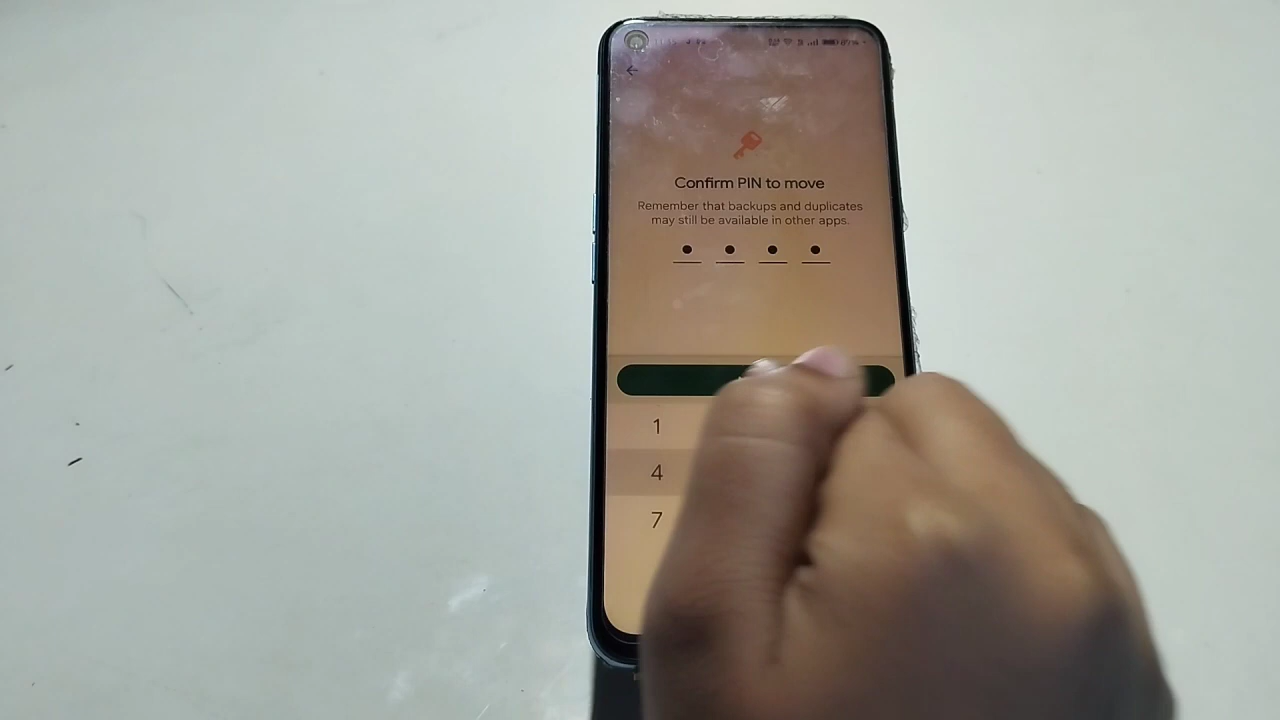 Confirm PIN to move
Remember that backups and duplicates
may still be available in other apps.
1
4
7